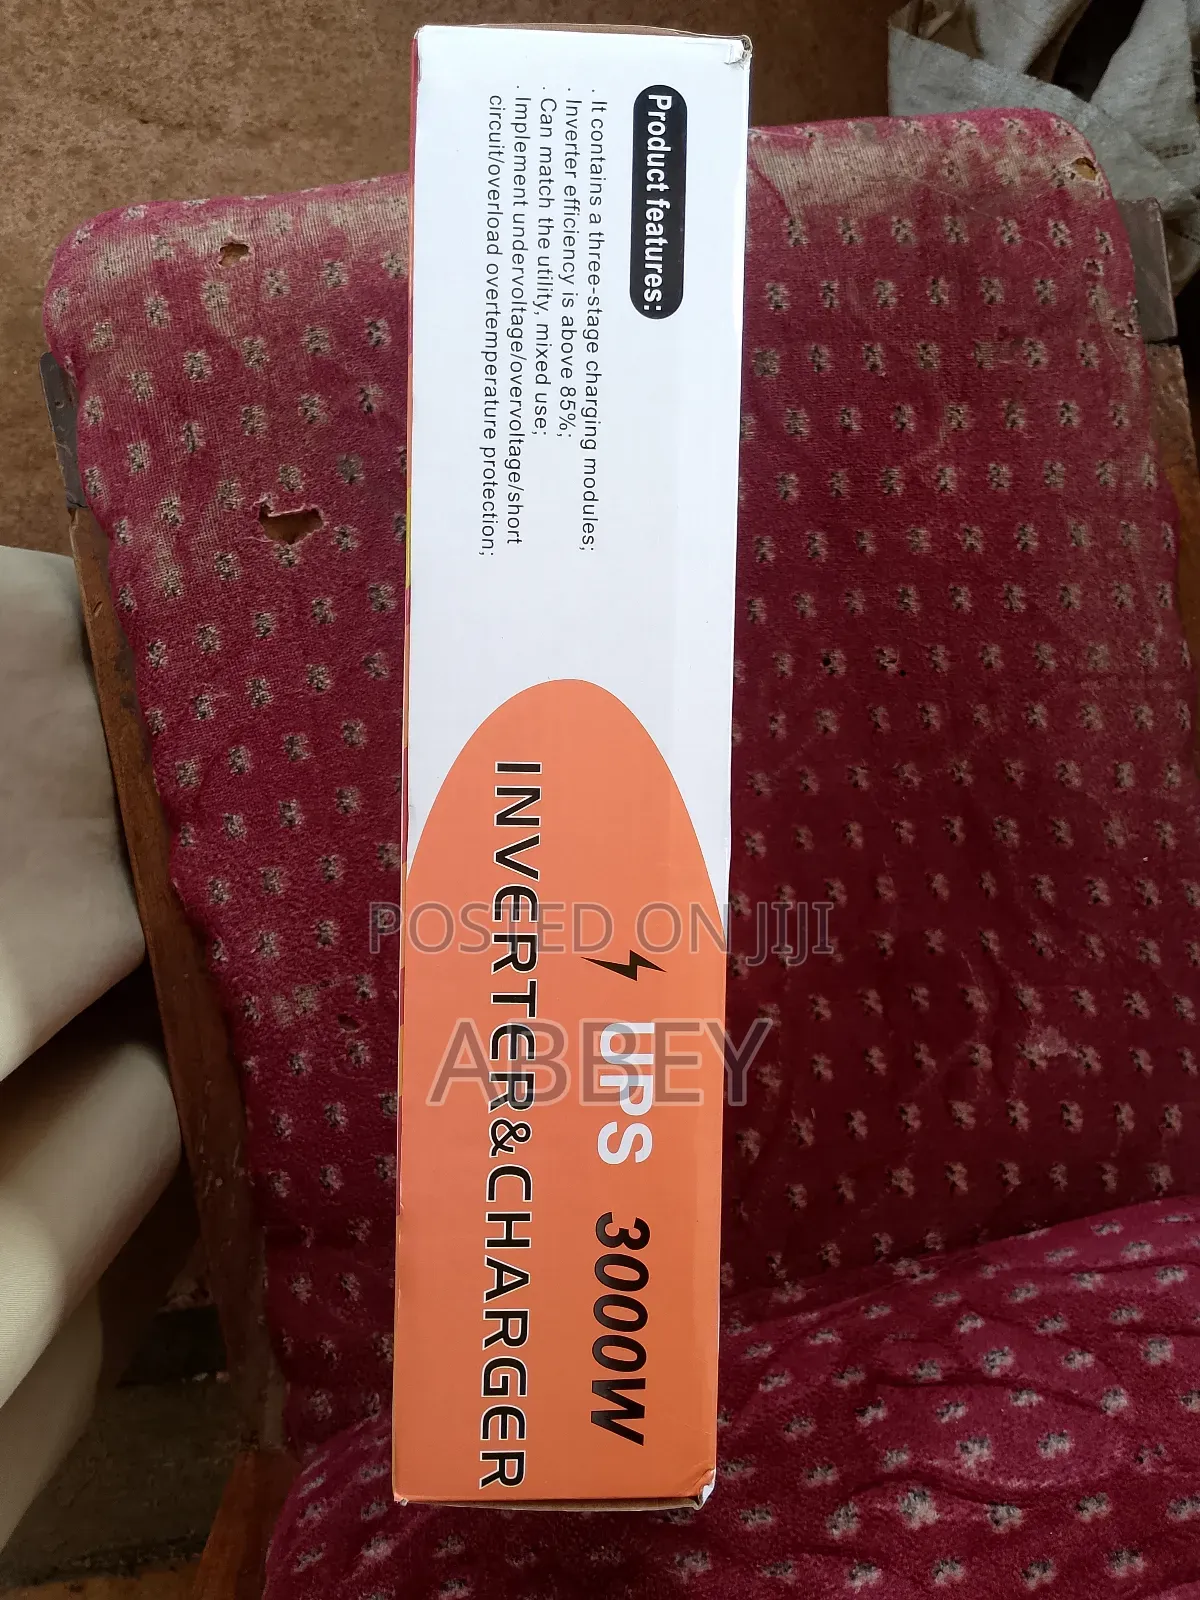 Product features:
. It contains a three-stage charging modules;
. Inverter efficiency is above 85%;
. Can match the utility, mixed use;
. Implement undervoltage/overvoltage/short
circuit/overload overtemperature protection;
UPS 3000W
INVERTER&CHARGER
POSTED ON JIJI
ABBEY